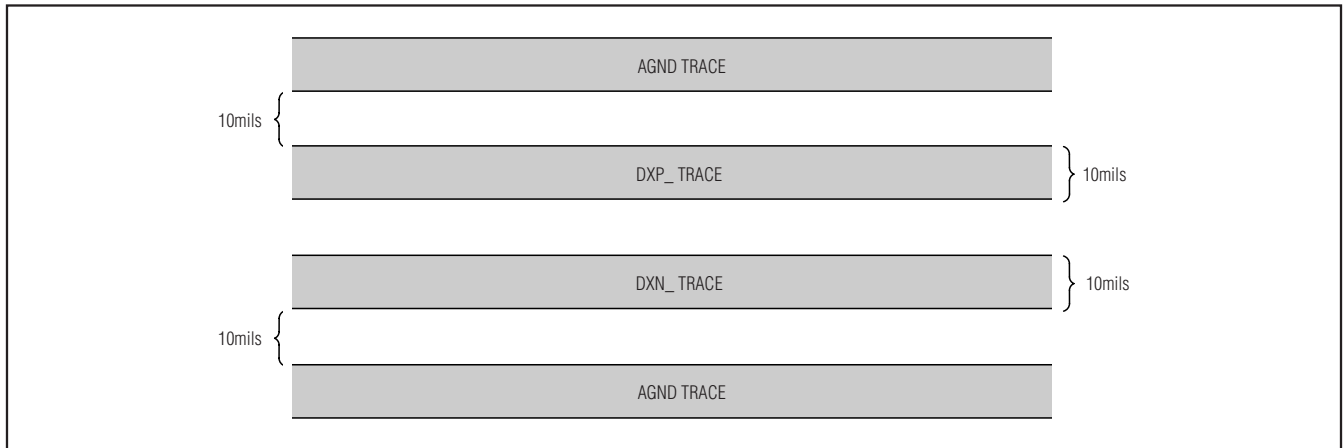 AGND TRACE
10mils
DXP_ TRACE
10mils
DXN_ TRACE
10mils
10mils
AGND TRACE